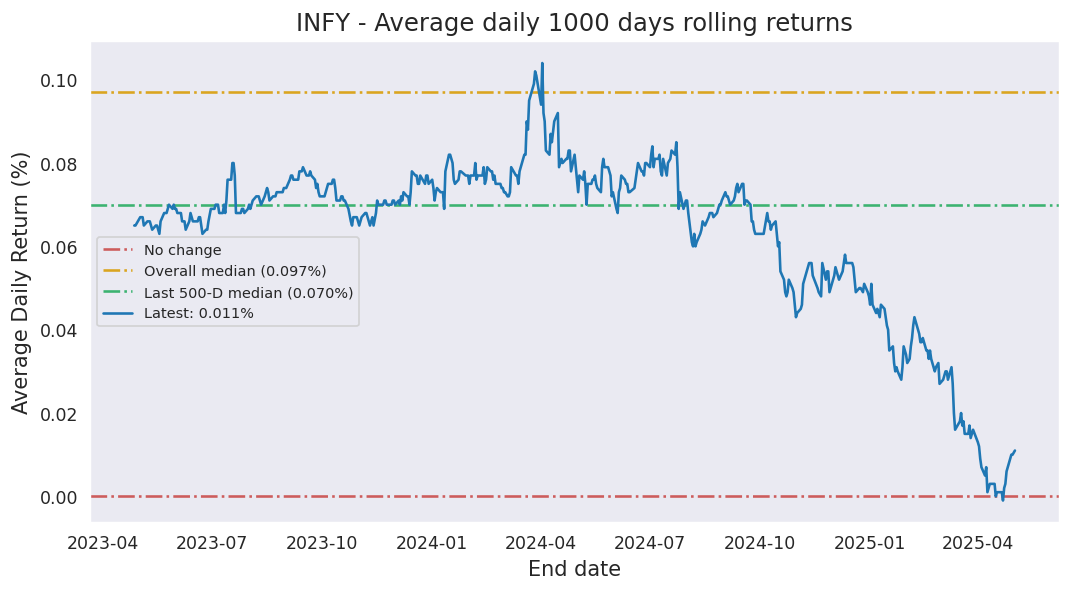 INFY - Average daily 1000 days rolling returns
Average Daily Return (%)
0.10
0.08
0.06
0.04
0.02
0.00
No change
Overall median (0.097%)
Last 500-D median (0.070%)
Latest: 0.011%
2023-04 2023-07 2023-10 2024-01 2024-04 2024-07 2024-10 2025-01 2025-04
End date